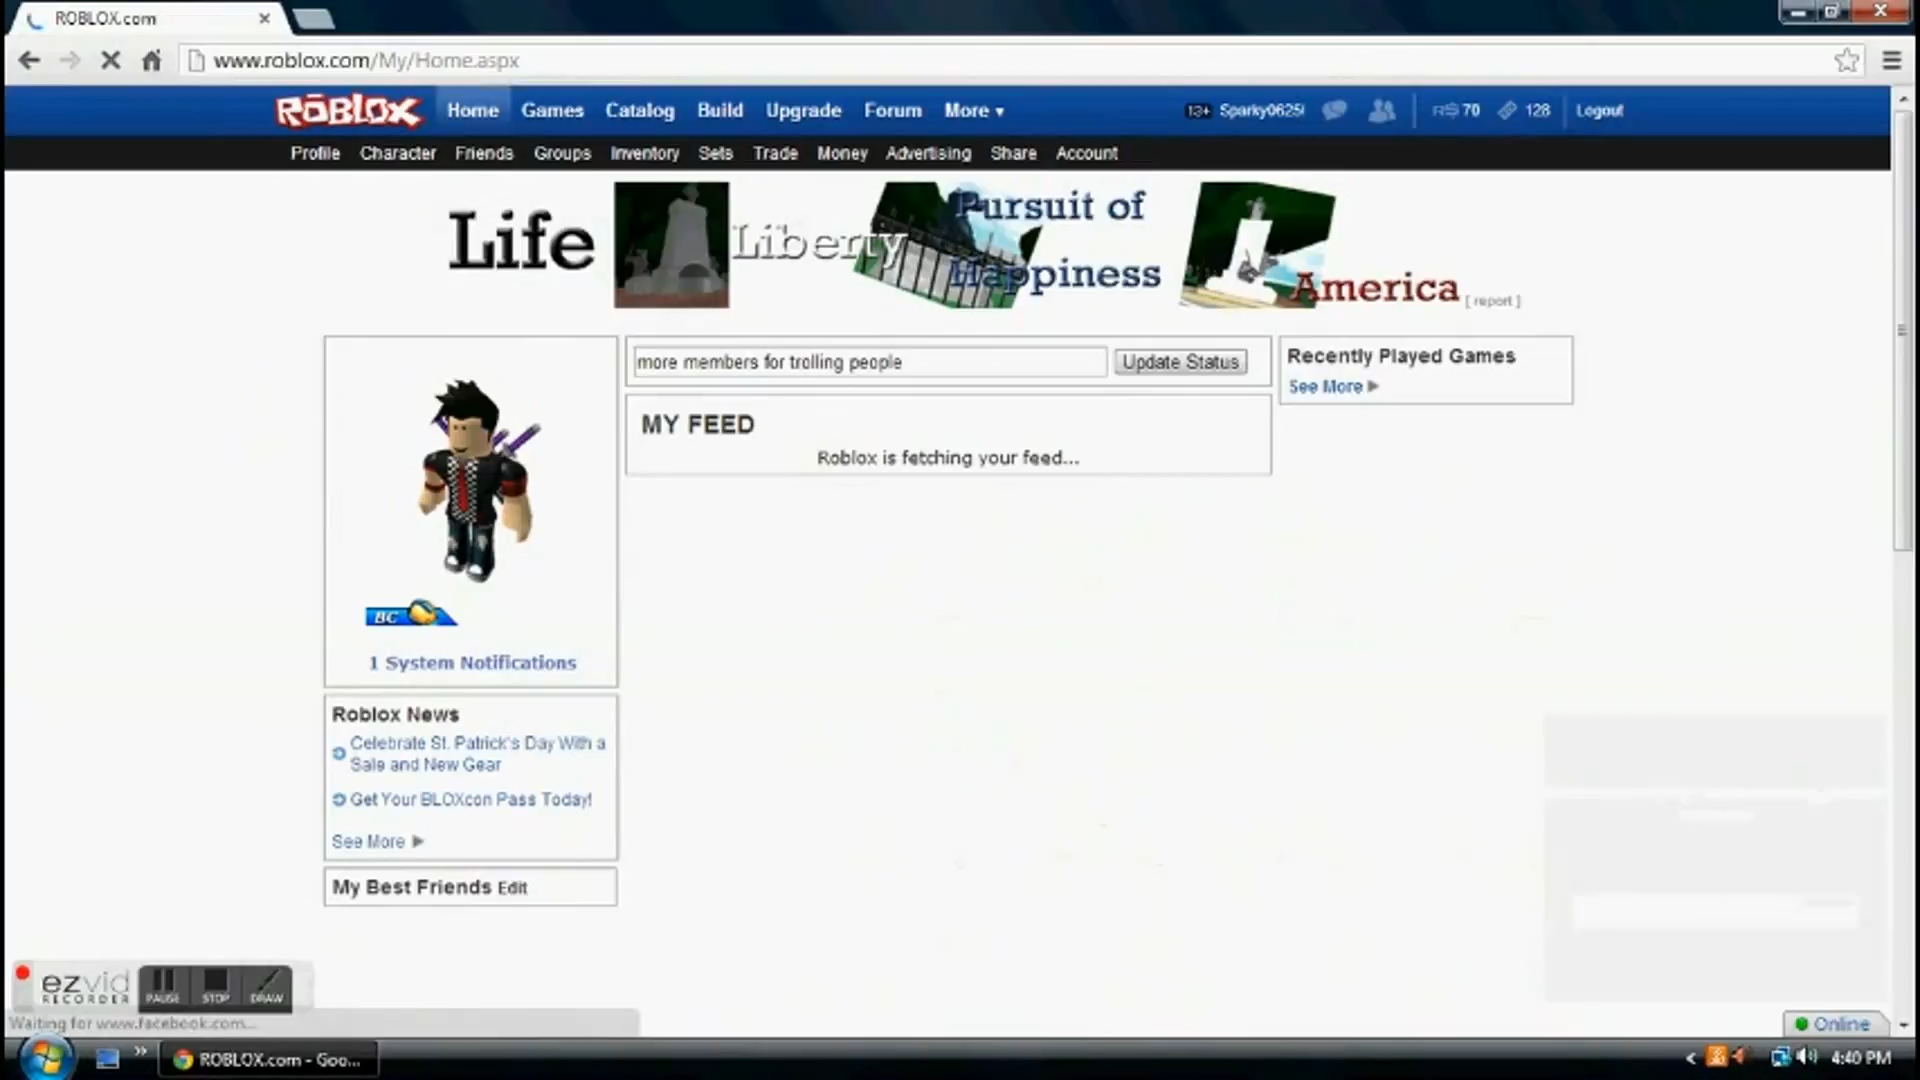 ROBLOX.com
www.roblox.com/My/Home.aspx
ROBLOX Home Games Catalog Build Upgrade Forum More 13+ Sparky0625! R$ 70 128 Logout
Profile Character Friends Groups Inventory Sets Trade Money Advertising Share Account
Life Liberty Pursuit of Happiness America [ report ]
more members for trolling people Update Status
Recently Played Games
See More
MY FEED
Roblox is fetching your feed...
BC
1 System Notifications
Roblox News
Celebrate St. Patrick's Day With a
Sale and New Gear
Get Your BLOXcon Pass Today!
See More
My Best Friends Edit
ezvid
RECORDER
PAUSE STOP DRAW
Waiting for www.facebook.com...
Online
ROBLOX.com - Goo...
4:40 PM